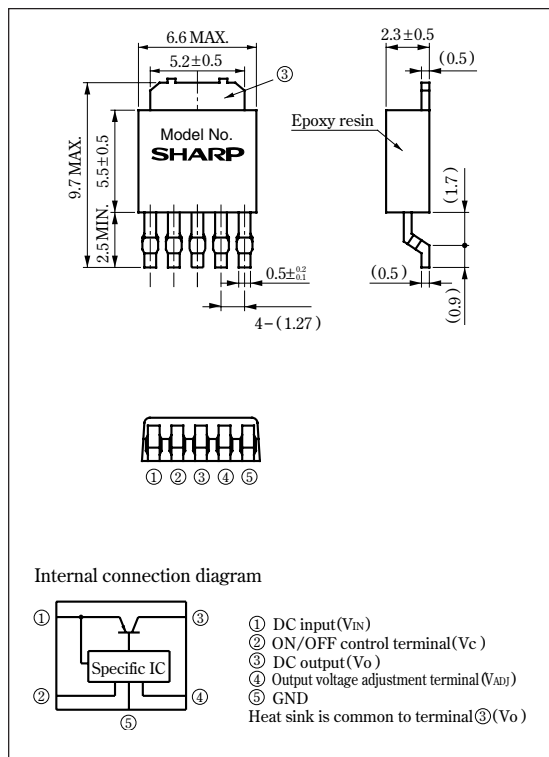 6.6 MAX.
5.2±0.5
③
2.3±0.5
(0.5)
Model No.
SHARP
Epoxy resin
9.7 MAX.
5.5±0.5
2.5 MIN.
(1.7)
0.5± 0.2 0.1
4−(1.27)
(0.5)
(0.9)
① ② ③ ④ ⑤
Internal connection diagram
①
③
Specific IC
②
④
⑤
① DC input(VIN)
② ON/OFF control terminal(Vc)
③ DC output(Vo)
④ Output voltage adjustment terminal(VADJ)
⑤ GND
Heat sink is common to terminal③(Vo)